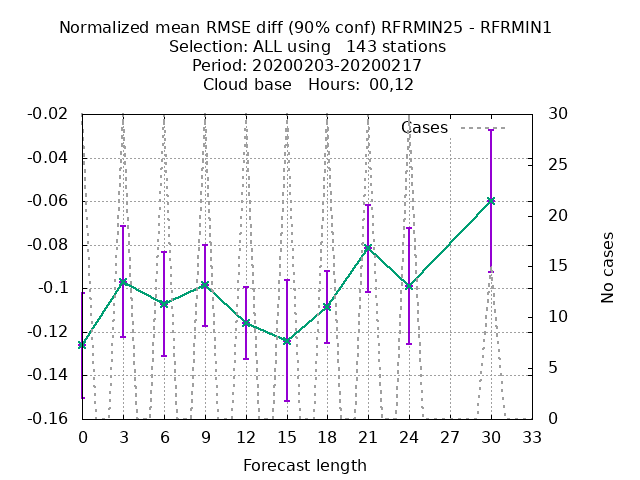 Normalized mean RMSE diff (90% conf) RFRMIN25 - RFRMIN1
Selection: ALL using   143 stations
Period: 20200203-20200217
Cloud base   Hours:  00,12
-0.02
-0.04
-0.06
-0.08
-0.1
-0.12
-0.14
-0.16
30
25
20
15
10
5
0
Cases
No cases
0 3 6 9 12 15 18 21 24 27 30 33
Forecast length